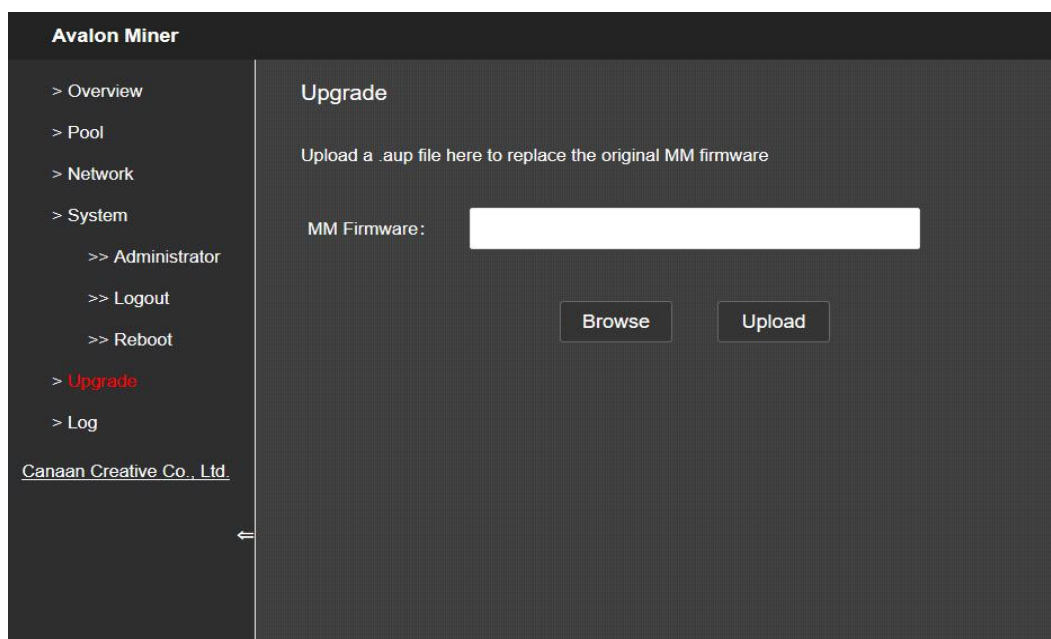 Avalon Miner
> Overview
> Pool
> Network
> System
>> Administrator
>> Logout
>> Reboot
> Upgrade
> Log
Canaan Creative Co., Ltd.
⇐
Upgrade
Upload a .aup file here to replace the original MM firmware
MM Firmware:
Browse Upload